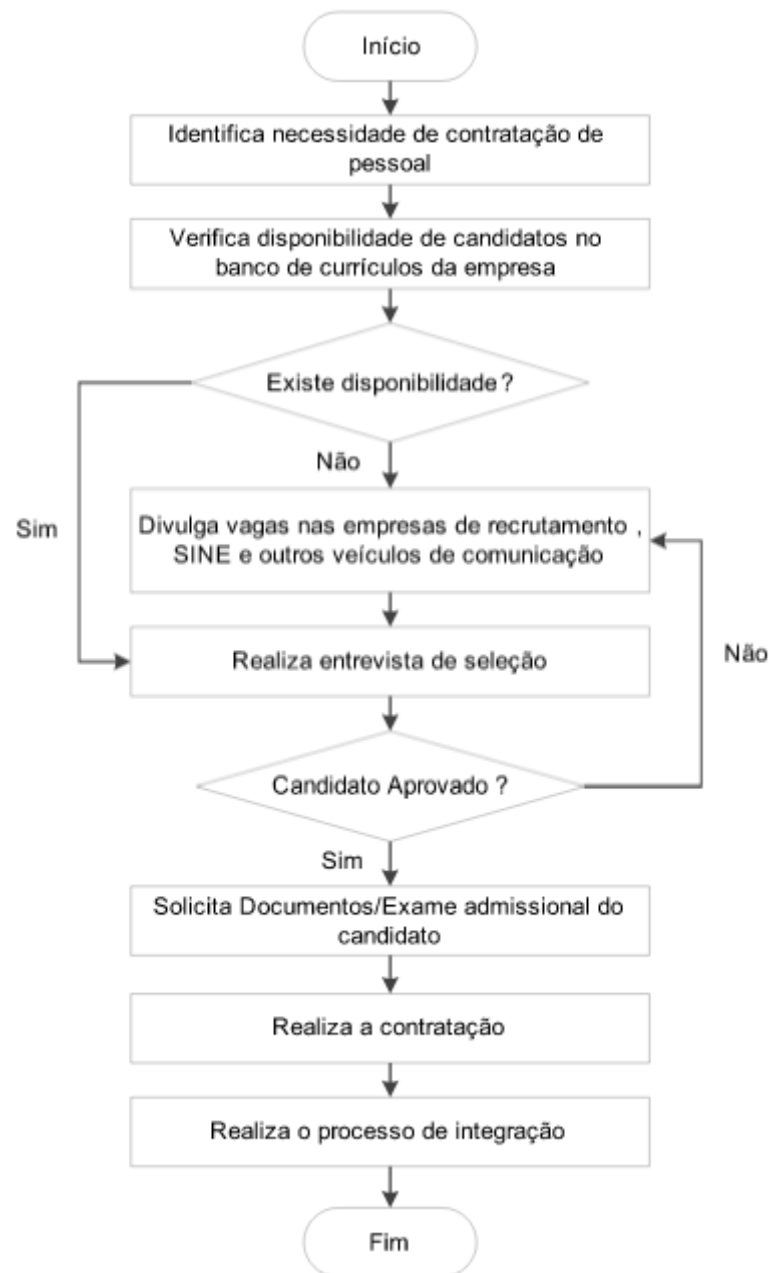 Início
Identifica necessidade de contratação de
pessoal
Verifica disponibilidade de candidatos no
banco de currículos da empresa
Existe disponibilidade ?
Não
Sim
Divulga vagas nas empresas de recrutamento ,
SINE e outros veículos de comunicação
Realiza entrevista de seleção
Não
Candidato Aprovado ?
Sim
Solicita Documentos/Exame admissional do
candidato
Realiza a contratação
Realiza o processo de integração
Fim